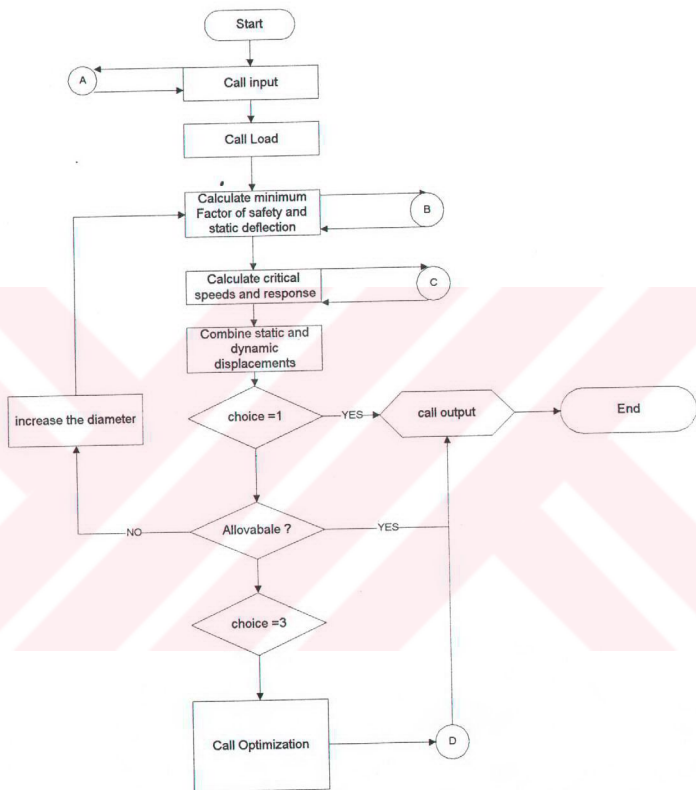 Start
A
Call input
Call Load
Calculate minimum
Factor of safety and
static deflection
B
Calculate critical
speeds and response
C
Combine static and
dynamic
displacements
increase the diameter
choice =1
YES
call output
End
NO
Allovabale ?
YES
choice =3
Call Optimization
D